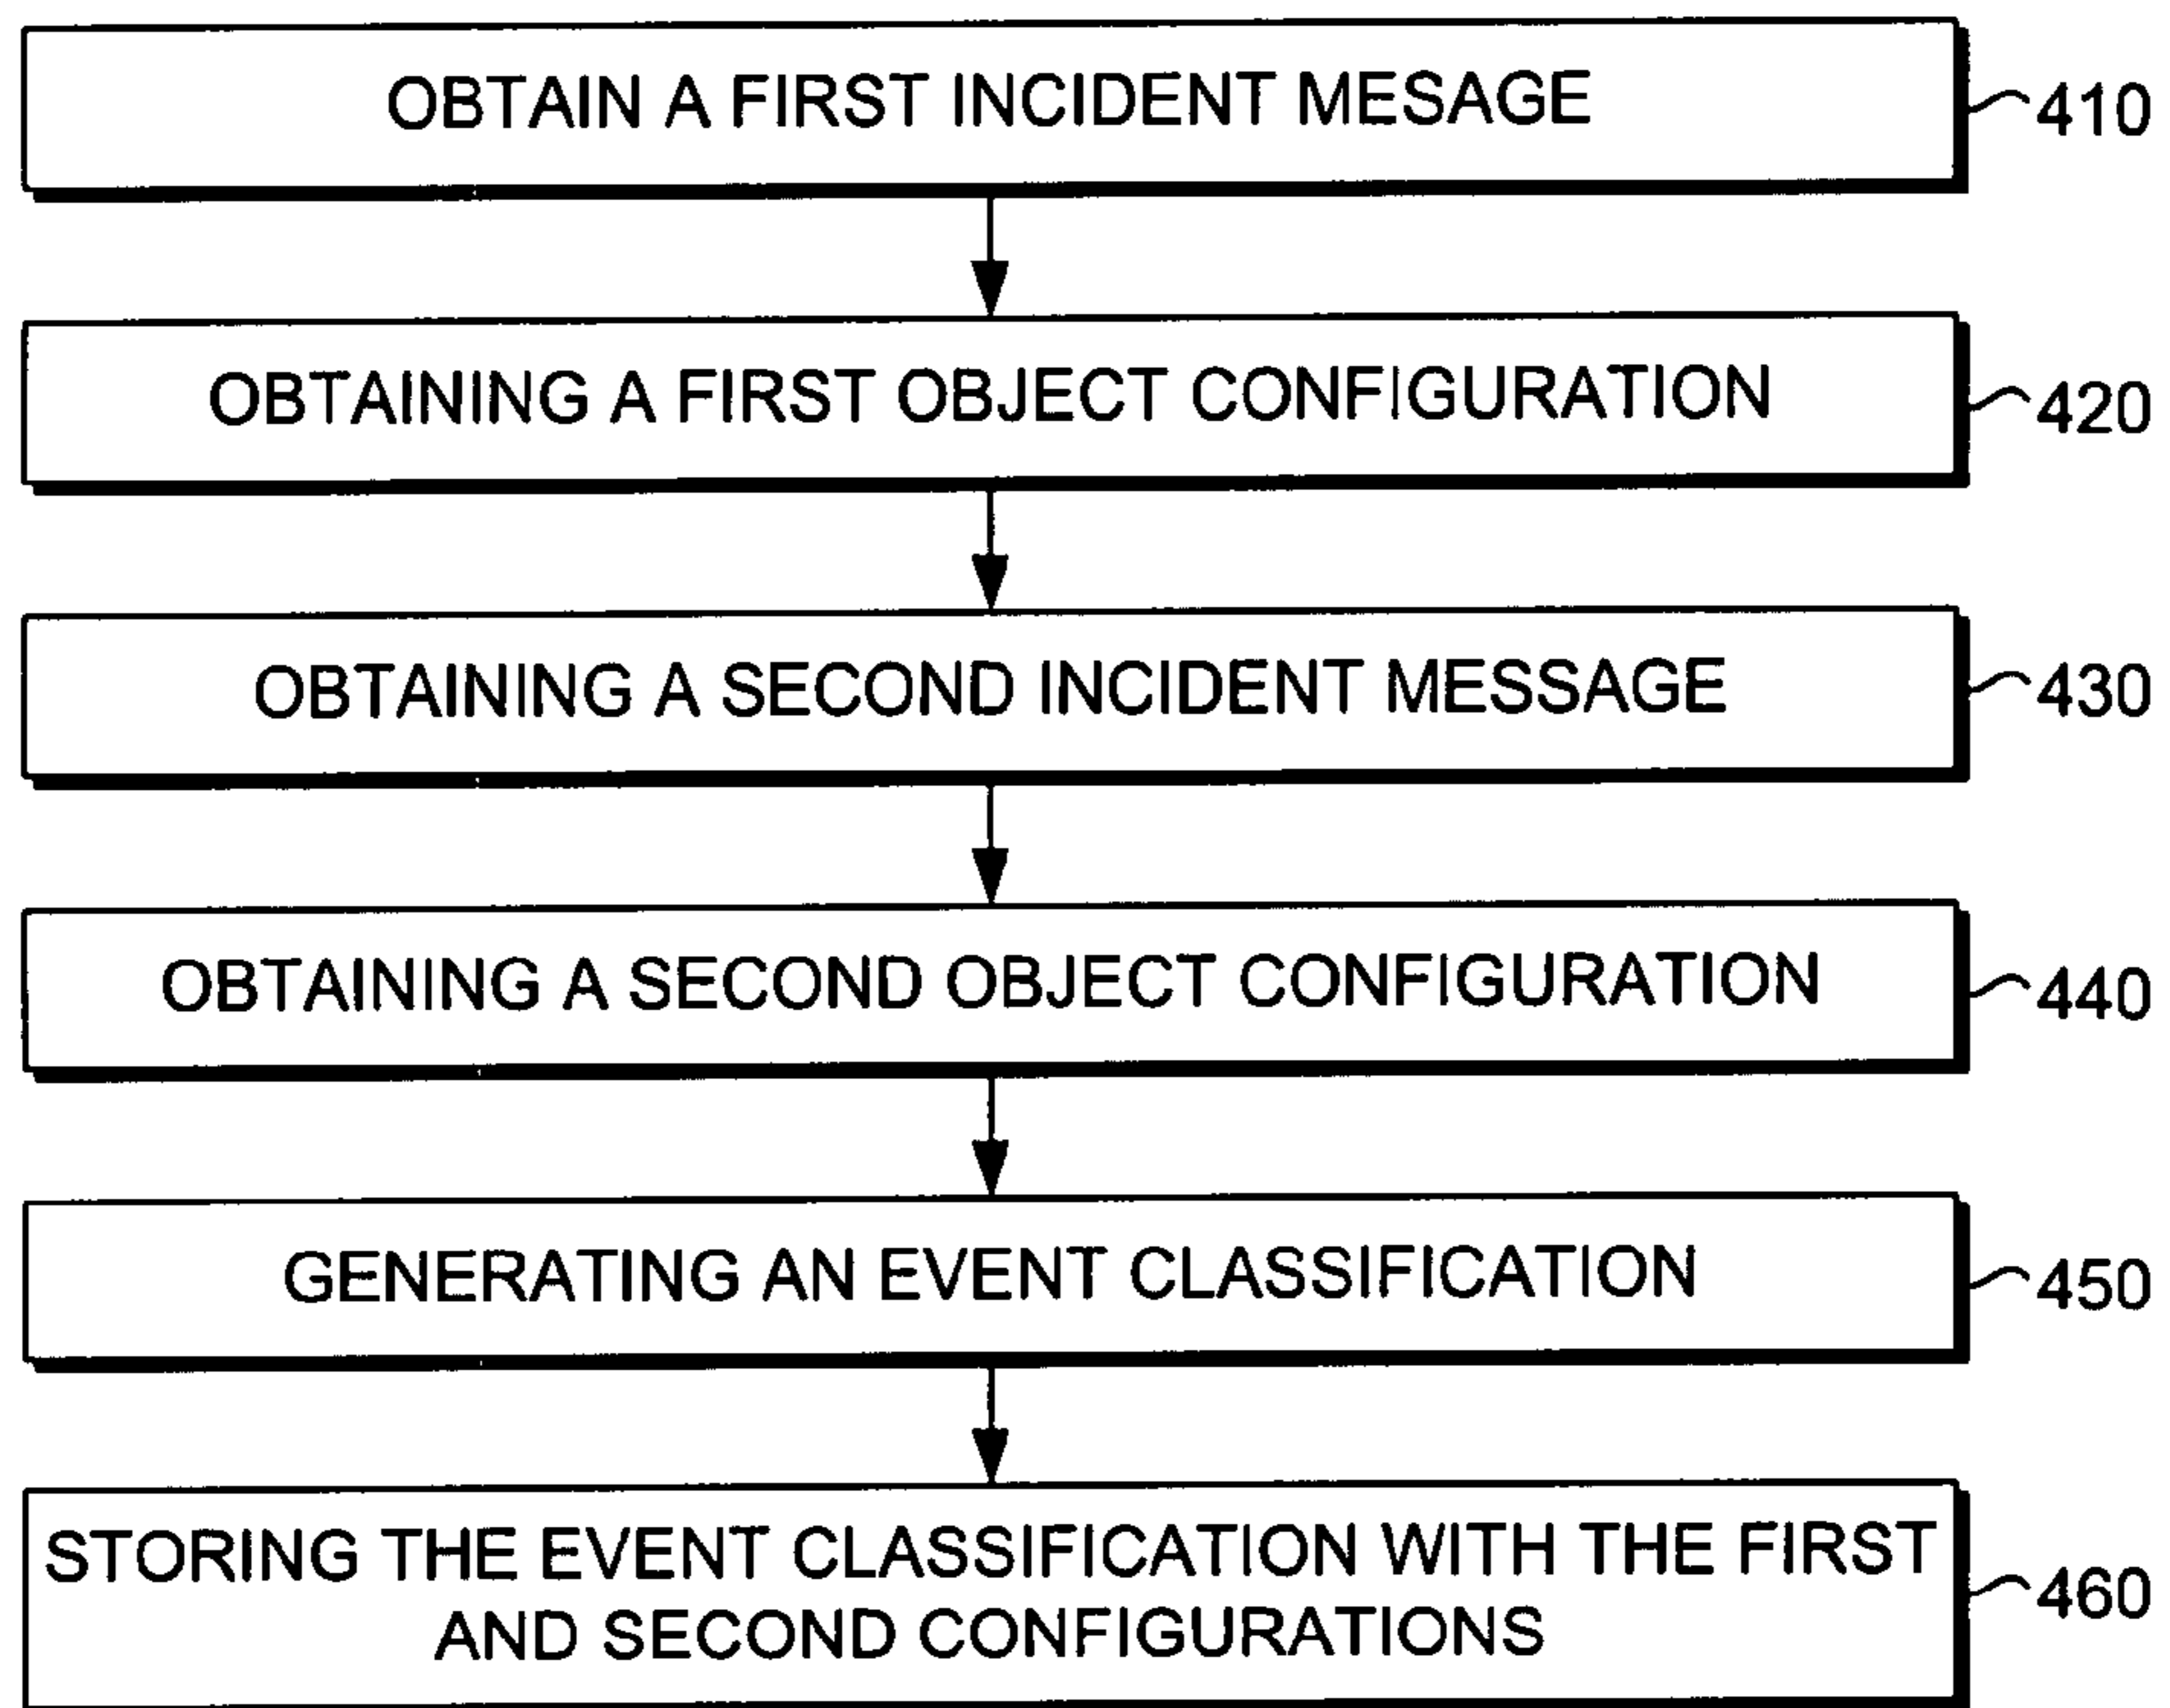 OBTAIN A FIRST INCIDENT MESAGE
410
OBTAINING A FIRST OBJECT CONFIGURATION
420
OBTAINING A SECOND INCIDENT MESSAGE
430
OBTAINING A SECOND OBJECT CONFIGURATION
440
GENERATING AN EVENT CLASSIFICATION
450
STORING THE EVENT CLASSIFICATION WITH THE FIRST
AND SECOND CONFIGURATIONS
460